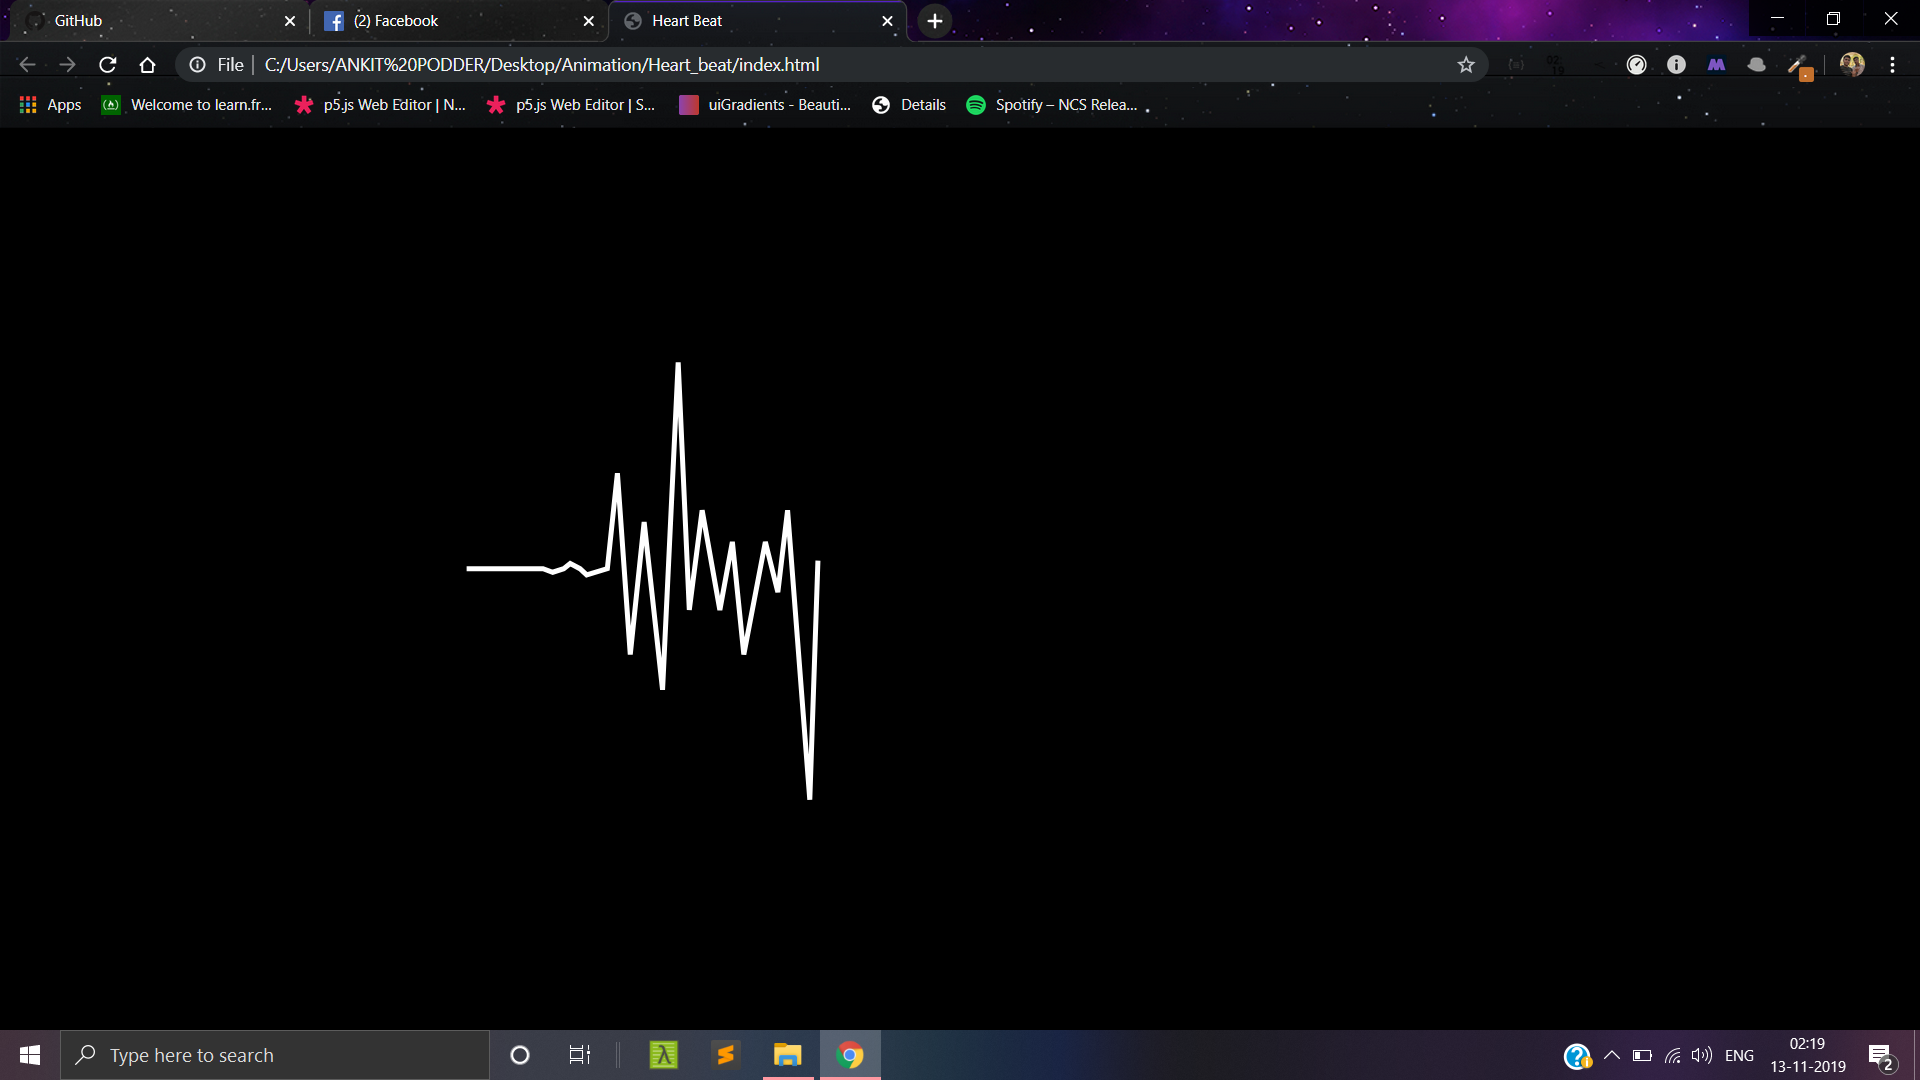 GitHub
(2) Facebook
Heart Beat
File
C:/Users/ANKIT%20PODDER/Desktop/Animation/Heart_beat/index.html
Apps
Welcome to learn.fr...
p5.js Web Editor | N...
p5.js Web Editor | S...
uiGradients - Beauti...
Details
Spotify – NCS Relea...
Type here to search
ENG
02:19
13-11-2019
2